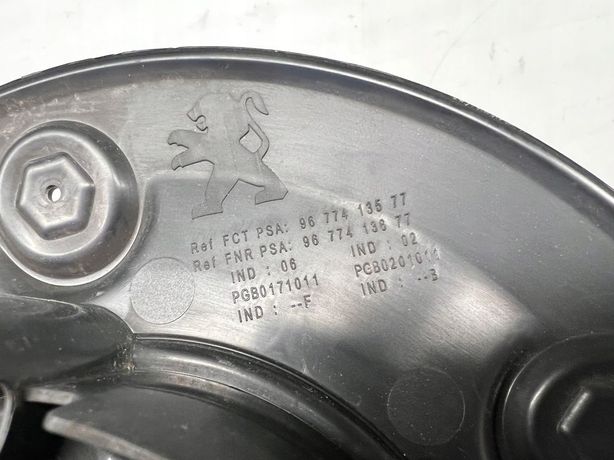 Ref FCT PSA: 96 774 135 77
Ref FNR PSA: 96 774 136 77
IND : 06 IND : 02
PGB0171011 PGB0201011
IND : --F IND : --B